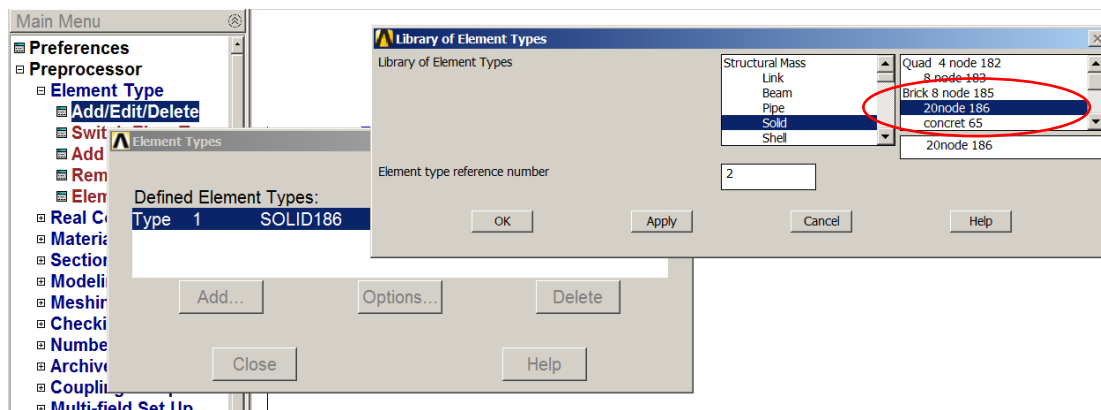 Main Menu
Preferences
Preprocessor
Element Type
Add/Edit/Delete
Add
Element Types
Defined Element Types:
Type 1 SOLID186
Add...
Options...
Delete
Close
Help
Library of Element Types
Library of Element Types
Structural Mass
Link
Beam
Pipe
Solid
Shell
Quad 4 node 182
8 node 183
Brick 8 node 185
20node 186
concret 65
20node 186
Element type reference number
2
OK
Apply
Cancel
Help